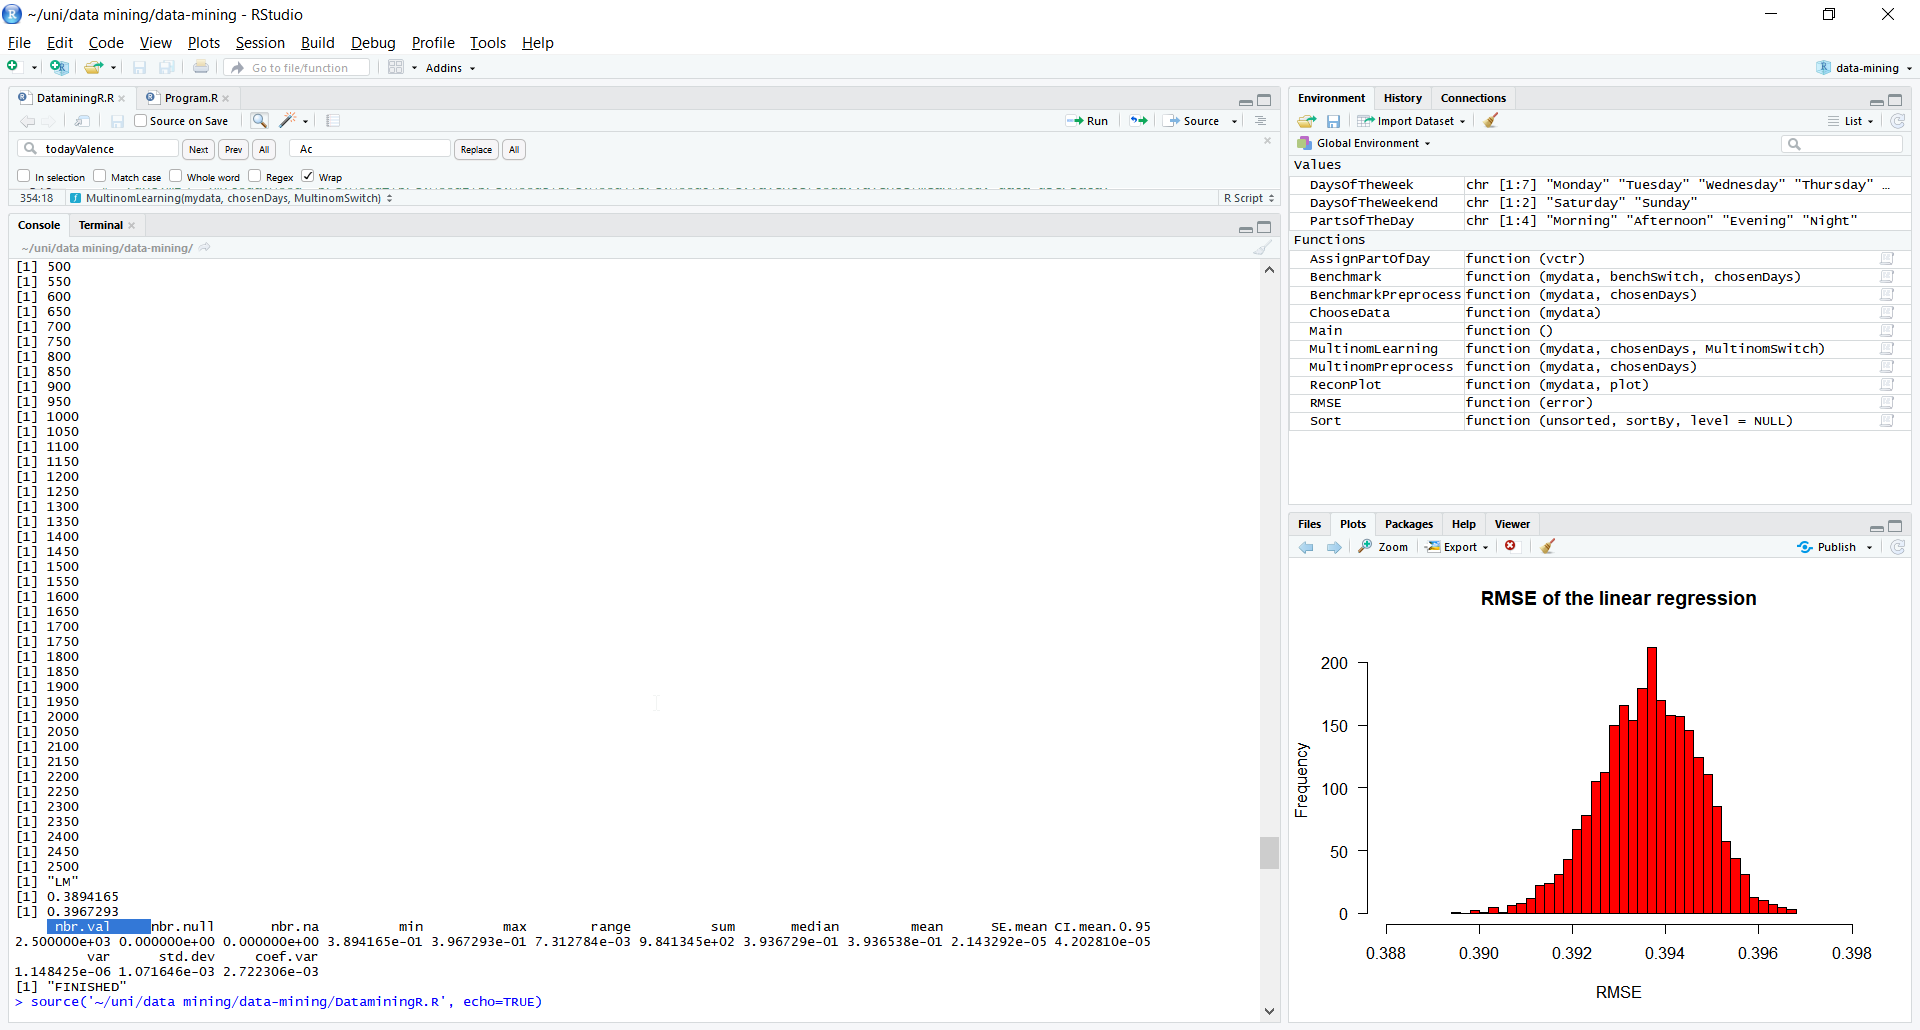 ~/uni/data mining/data-mining - RStudio
File Edit Code View Plots Session Build Debug Profile Tools Help
Go to file/function Addins data-mining
DataminingR.R Program.R
Source on Save Run Source
todayValence Next Prev All Ac Replace All
In selection Match case Whole word Regex Wrap
354:18 MultinomLearning(mydata, chosenDays, MultinomSwitch) R Script
Console Terminal
~/uni/data mining/data-mining/
[1] 500
[1] 550
[1] 600
[1] 650
[1] 700
[1] 750
[1] 800
[1] 850
[1] 900
[1] 950
[1] 1000
[1] 1050
[1] 1100
[1] 1150
[1] 1200
[1] 1250
[1] 1300
[1] 1350
[1] 1400
[1] 1450
[1] 1500
[1] 1550
[1] 1600
[1] 1650
[1] 1700
[1] 1750
[1] 1800
[1] 1850
[1] 1900
[1] 1950
[1] 2000
[1] 2050
[1] 2100
[1] 2150
[1] 2200
[1] 2250
[1] 2300
[1] 2350
[1] 2400
[1] 2450
[1] 2500
[1] "LM"
[1] 0.3894165
[1] 0.3967293
nbr.val nbr.null nbr.na min max range sum median mean SE.mean CI.mean.0.95
2.500000e+03 0.000000e+00 0.000000e+00 3.894165e-01 3.967293e-01 7.312784e-03 9.841345e+02 3.936729e-01 3.936538e-01 2.143292e-05 4.202810e-05
var std.dev coef.var
1.148425e-06 1.071646e-03 2.722306e-03
[1] "FINISHED"
> source('~/uni/data mining/data-mining/DataminingR.R', echo=TRUE)
Environment History Connections
Import Dataset List
Global Environment
Values
DaysOfTheWeek chr [1:7] "Monday" "Tuesday" "Wednesday" "Thursday" …
DaysOfTheWeekend chr [1:2] "Saturday" "Sunday"
PartsOfTheDay chr [1:4] "Morning" "Afternoon" "Evening" "Night"
Functions
AssignPartOfDay function (vctr)
Benchmark function (mydata, benchSwitch, chosenDays)
BenchmarkPreprocess function (mydata, chosenDays)
ChooseData function (mydata)
Main function ()
MultinomLearning function (mydata, chosenDays, MultinomSwitch)
MultinomPreprocess function (mydata, chosenDays)
ReconPlot function (mydata, plot)
RMSE function (error)
Sort function (unsorted, sortBy, level = NULL)
Files Plots Packages Help Viewer
Zoom Export Publish
RMSE of the linear regression
Frequency
200
150
100
50
0
0.388 0.390 0.392 0.394 0.396 0.398
RMSE